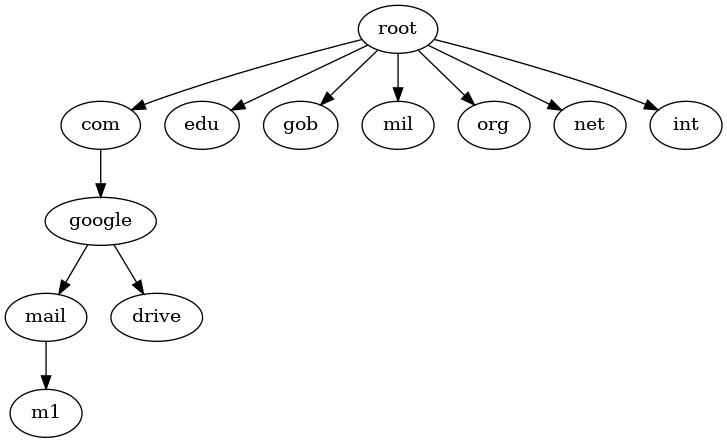 root
com edu gob mil org net int
google
mail drive
m1